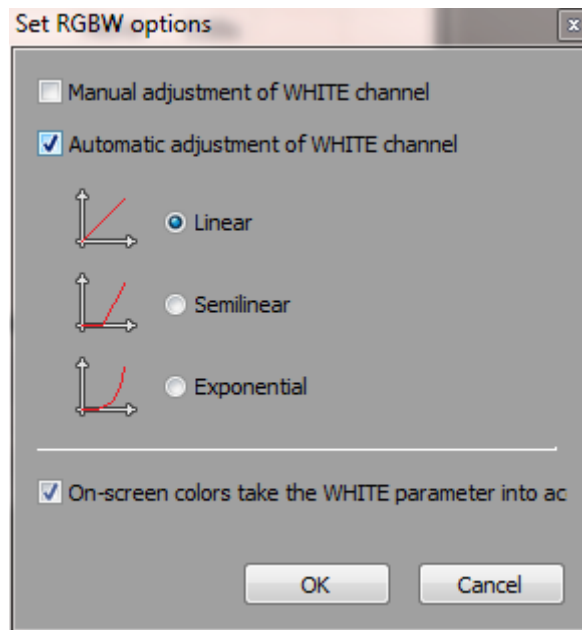 Set RGBW options
x
Manual adjustment of WHITE channel
Automatic adjustment of WHITE channel
Linear
Semilinear
Exponential
On-screen colors take the WHITE parameter into ac
OK
Cancel